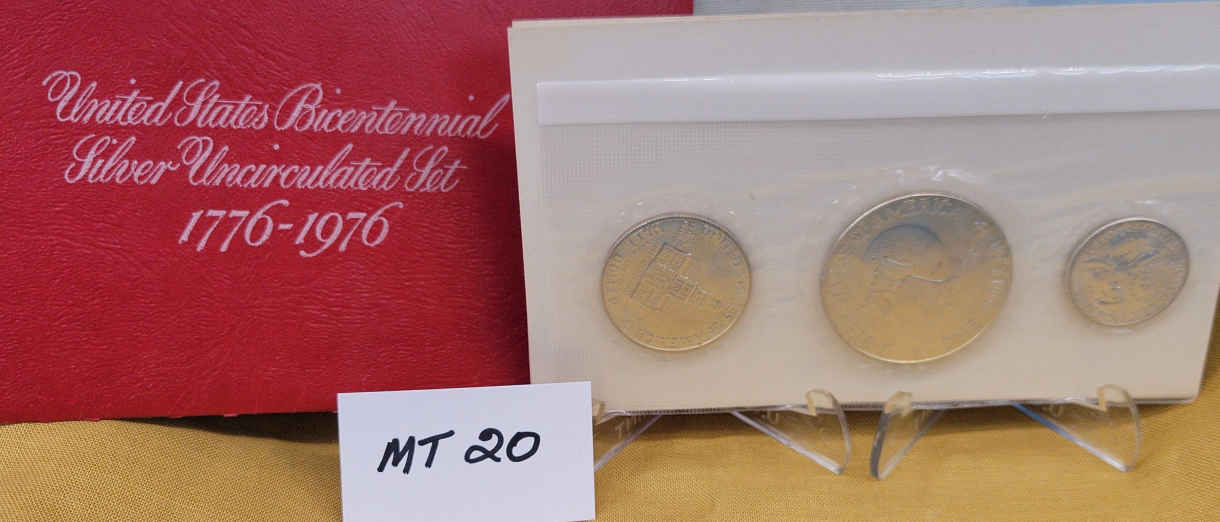 United States Bicentennial
Silver Uncirculated Set
1776-1976
MT 20